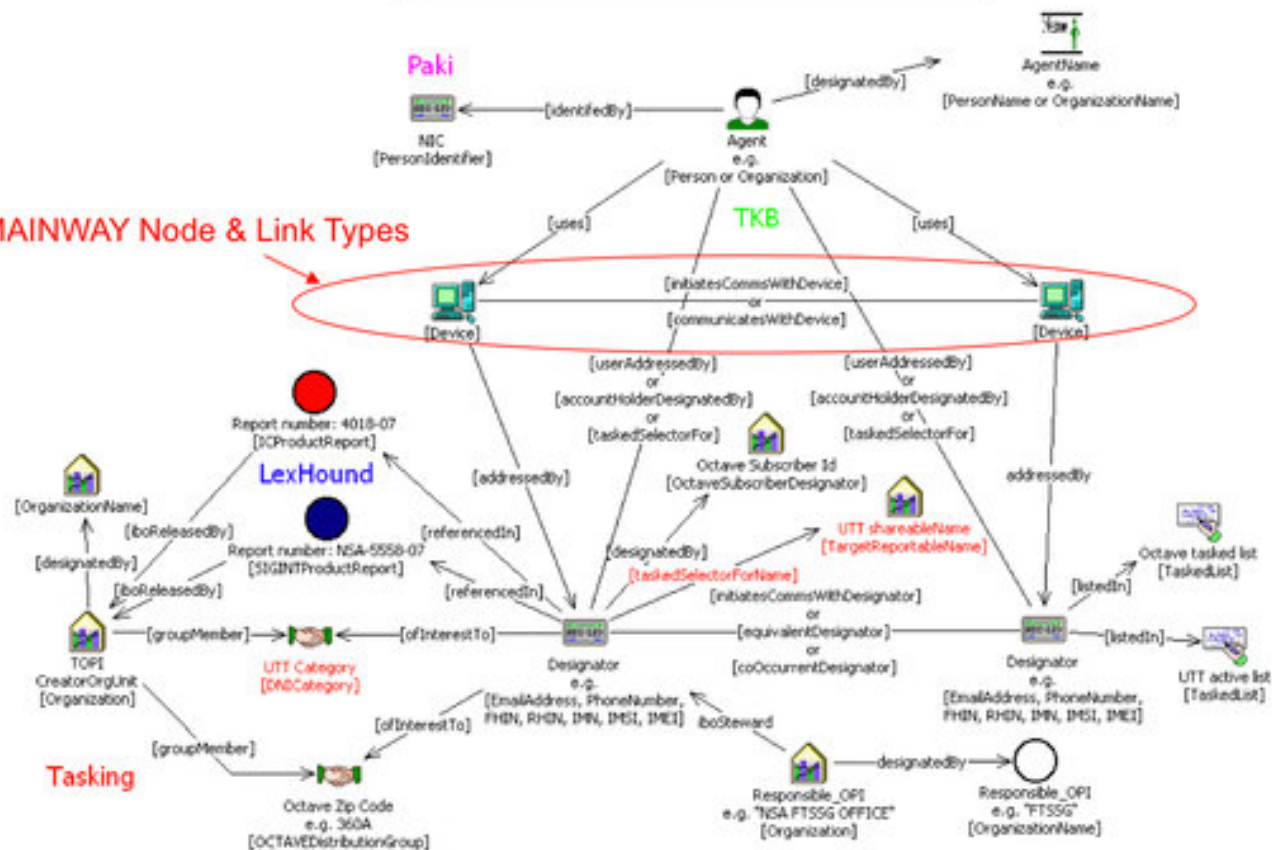 Paki
[designatedBy]
AgentName
e.g.
[PersonName or OrganizationName]
[identifedBy]
NIC
[PersonIdentifier]
Agent
e.g.
[Person or Organization]
TKB
[uses]
[uses]
MAINWAY Node & Link Types
[initiatesCommsWithDevice]
or
[communicatesWithDevice]
[Device]
[Device]
[userAddressedBy]
or
[accountHolderDesignatedBy]
or
[taskedSelectorFor]
[userAddressedBy]
or
[accountHolderDesignatedBy]
or
[taskedSelectorFor]
Report number: 4018-07
[ICProductReport]
LexHound
[OrganizationName]
[addressedBy]
Octave Subscriber Id
[OctaveSubscriberDesignator]
addressedBy
[iboReleasedBy]
[referencedIn]
UTT shareableName
[TargetReportableName]
Report number: NSA-5558-07
[SIGINTProductReport]
[designatedBy]
[designatedBy]
Octave tasked list
[TaskedList]
[iboReleasedBy]
[referencedIn]
[taskedSelectorForName]
[listedIn]
[initiatesCommsWithDesignator]
or
[equivalentDesignator]
or
[coOccurrentDesignator]
[groupMember]
[ofInterestTo]
[listedIn]
TOPI
CreatorOrgUnit
[Organization]
UTT Category
[DNICategory]
Designator
e.g.
[EmailAddress, PhoneNumber,
FHIN, RHIN, IMN, IMSI, IMEI]
Designator
e.g.
[EmailAddress, PhoneNumber,
FHIN, RHIN, IMN, IMSI, IMEI]
UTT active list
[TaskedList]
[ofInterestTo]
iboSteward
[groupMember]
Tasking
designatedBy
Octave Zip Code
e.g. 360A
[OCTAVEDistributionGroup]
Responsible_OPI
e.g. "NSA FTSSG OFFICE"
[Organization]
Responsible_OPI
e.g. "FTSSG"
[OrganizationName]